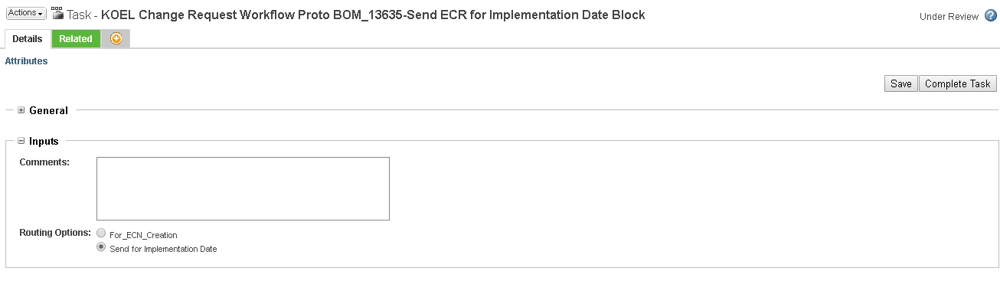 Actions Task - KOEL Change Request Workflow Proto BOM_13635-Send ECR for Implementation Date Block Under Review ?
Details Related
Attributes
Save Complete Task
General
Inputs
Comments:
Routing Options: For_ECN_Creation
Send for Implementation Date